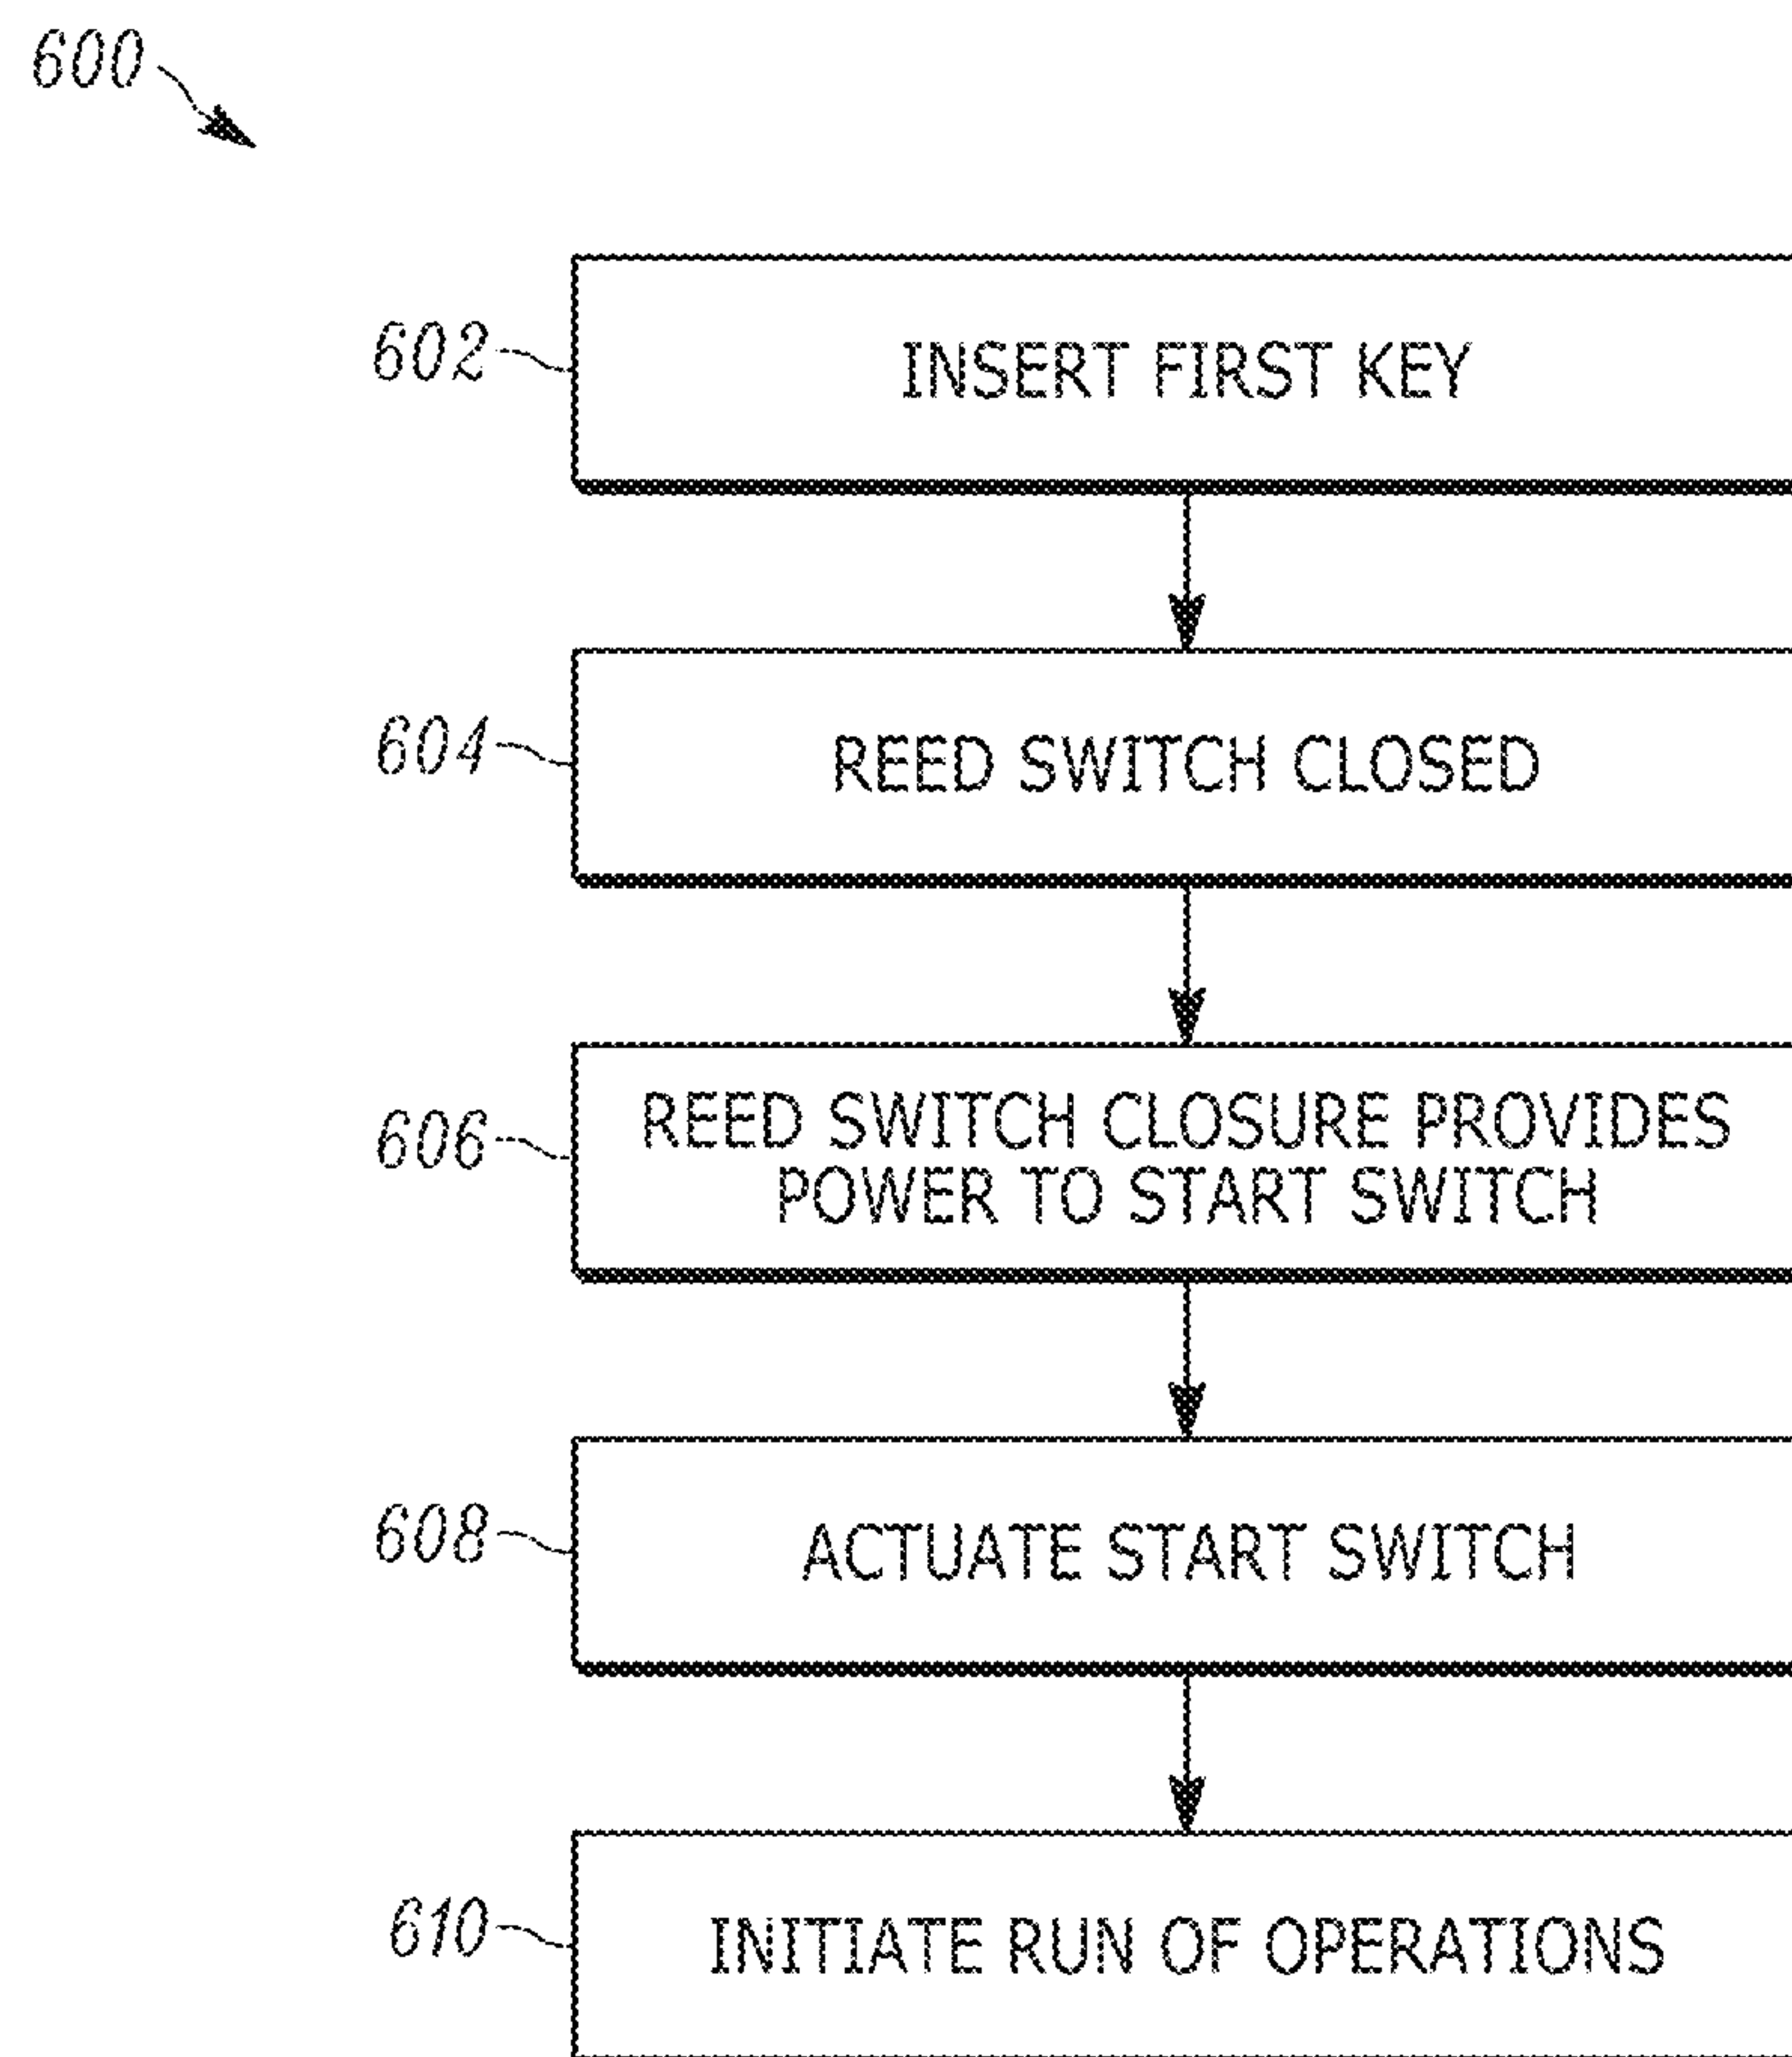 600
602 INSERT FIRST KEY
604 REED SWITCH CLOSED
606 REED SWITCH CLOSURE PROVIDES
POWER TO START SWITCH
608 ACTUATE START SWITCH
610 INITIATE RUN OF OPERATIONS